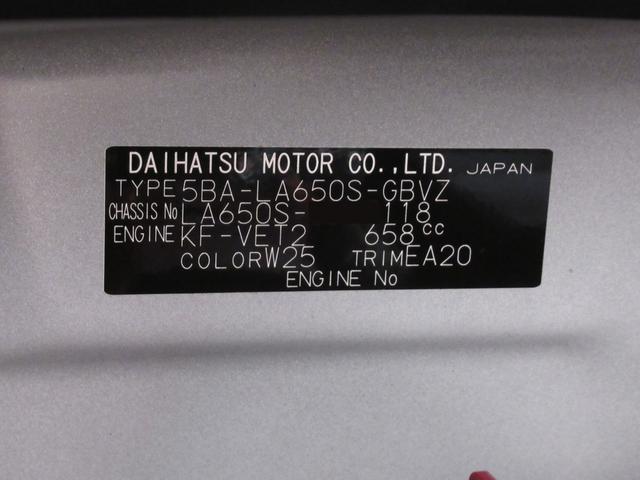 DAIHATSU MOTOR CO.,LTD. JAPAN
TYPE 5BA-LA650S-GBVZ
CHASSIS No LA650S- 118
ENGINE KF-VET2 658cc
COLOR W25 TRIM EA20
ENGINE No